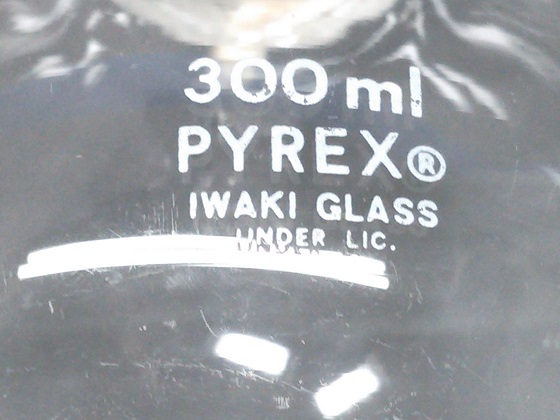 300 ml
PYREX®
IWAKI GLASS
UNDER LIC.